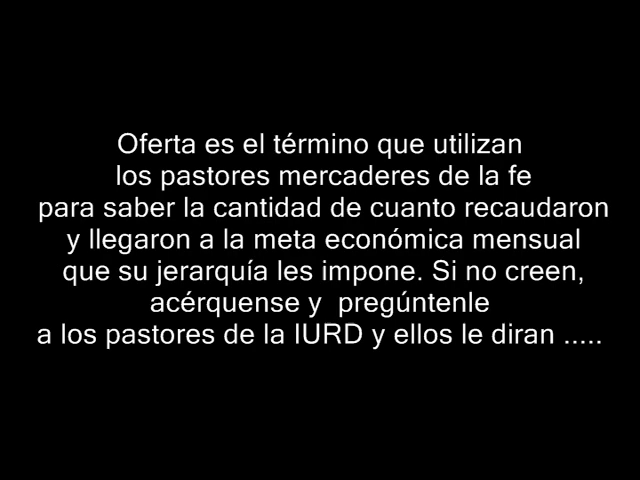 Oferta es el término que utilizan
los pastores mercaderes de la fe
para saber la cantidad de cuanto recaudaron
y llegaron a la meta económica mensual
que su jerarquía les impone. Si no creen,
acérquense y  pregúntenle
a los pastores de la IURD y ellos le diran .....